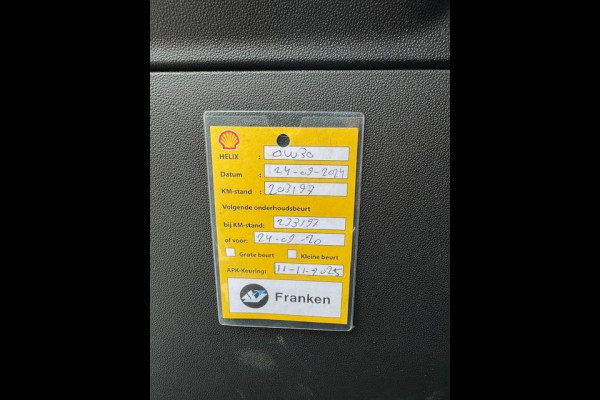 HELIX : 0W30
Datum : 24-09-2024
KM-stand : 203197
Volgende onderhoudsbeurt
bij KM-stand: 233197
of voor: 24-09-20
Grote beurt Kleine beurt
APK-Keuring: 11-11-2025
Franken